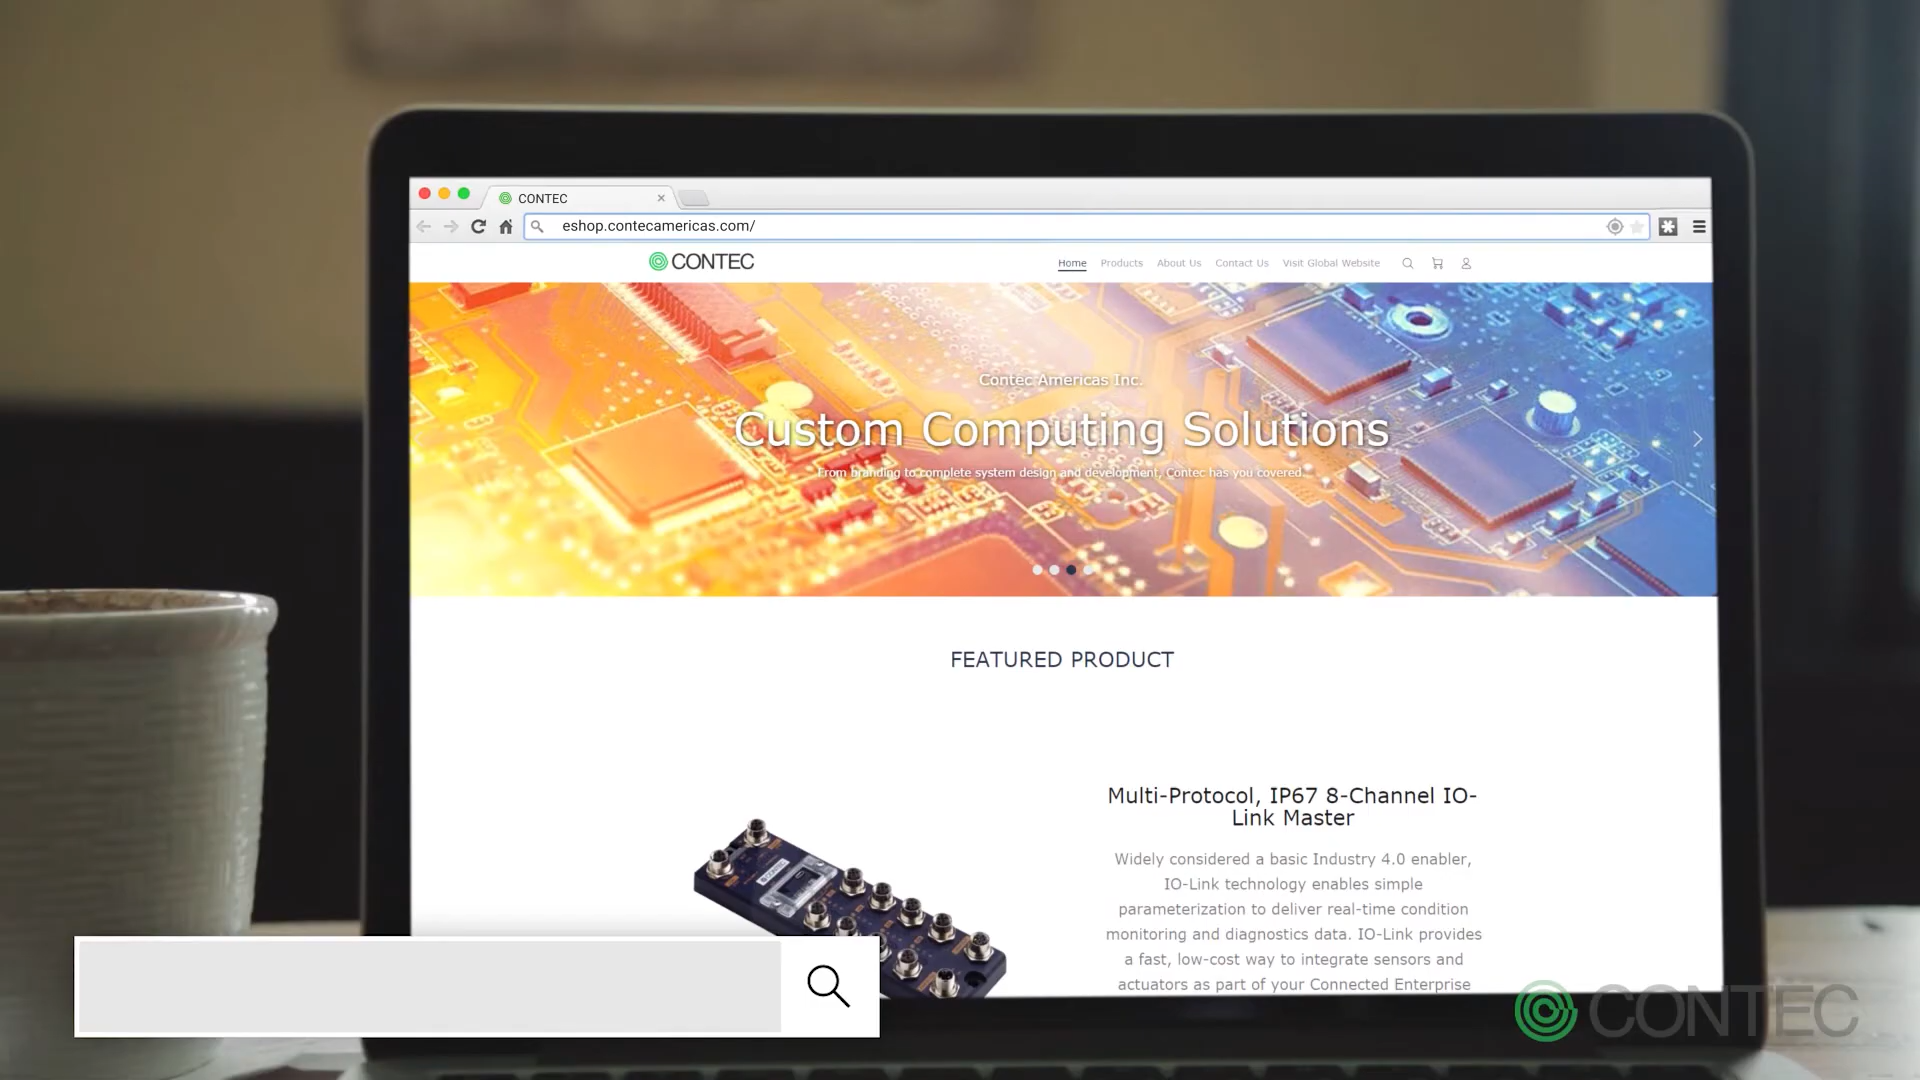 CONTEC
eshop.contecamericas.com/
CONTEC
Home Products About Us Contact Us Visit Global Website
Contec Americas Inc.
Custom Computing Solutions
From branding to complete system design and development, Contec has you covered.
FEATURED PRODUCT
Multi-Protocol, IP67 8-Channel IO-
Link Master
Widely considered a basic Industry 4.0 enabler,
IO-Link technology enables simple
parameterization to deliver real-time condition
monitoring and diagnostics data. IO-Link provides
a fast, low-cost way to integrate sensors and
actuators as part of your Connected Enterprise
CONTEC
CONTEC